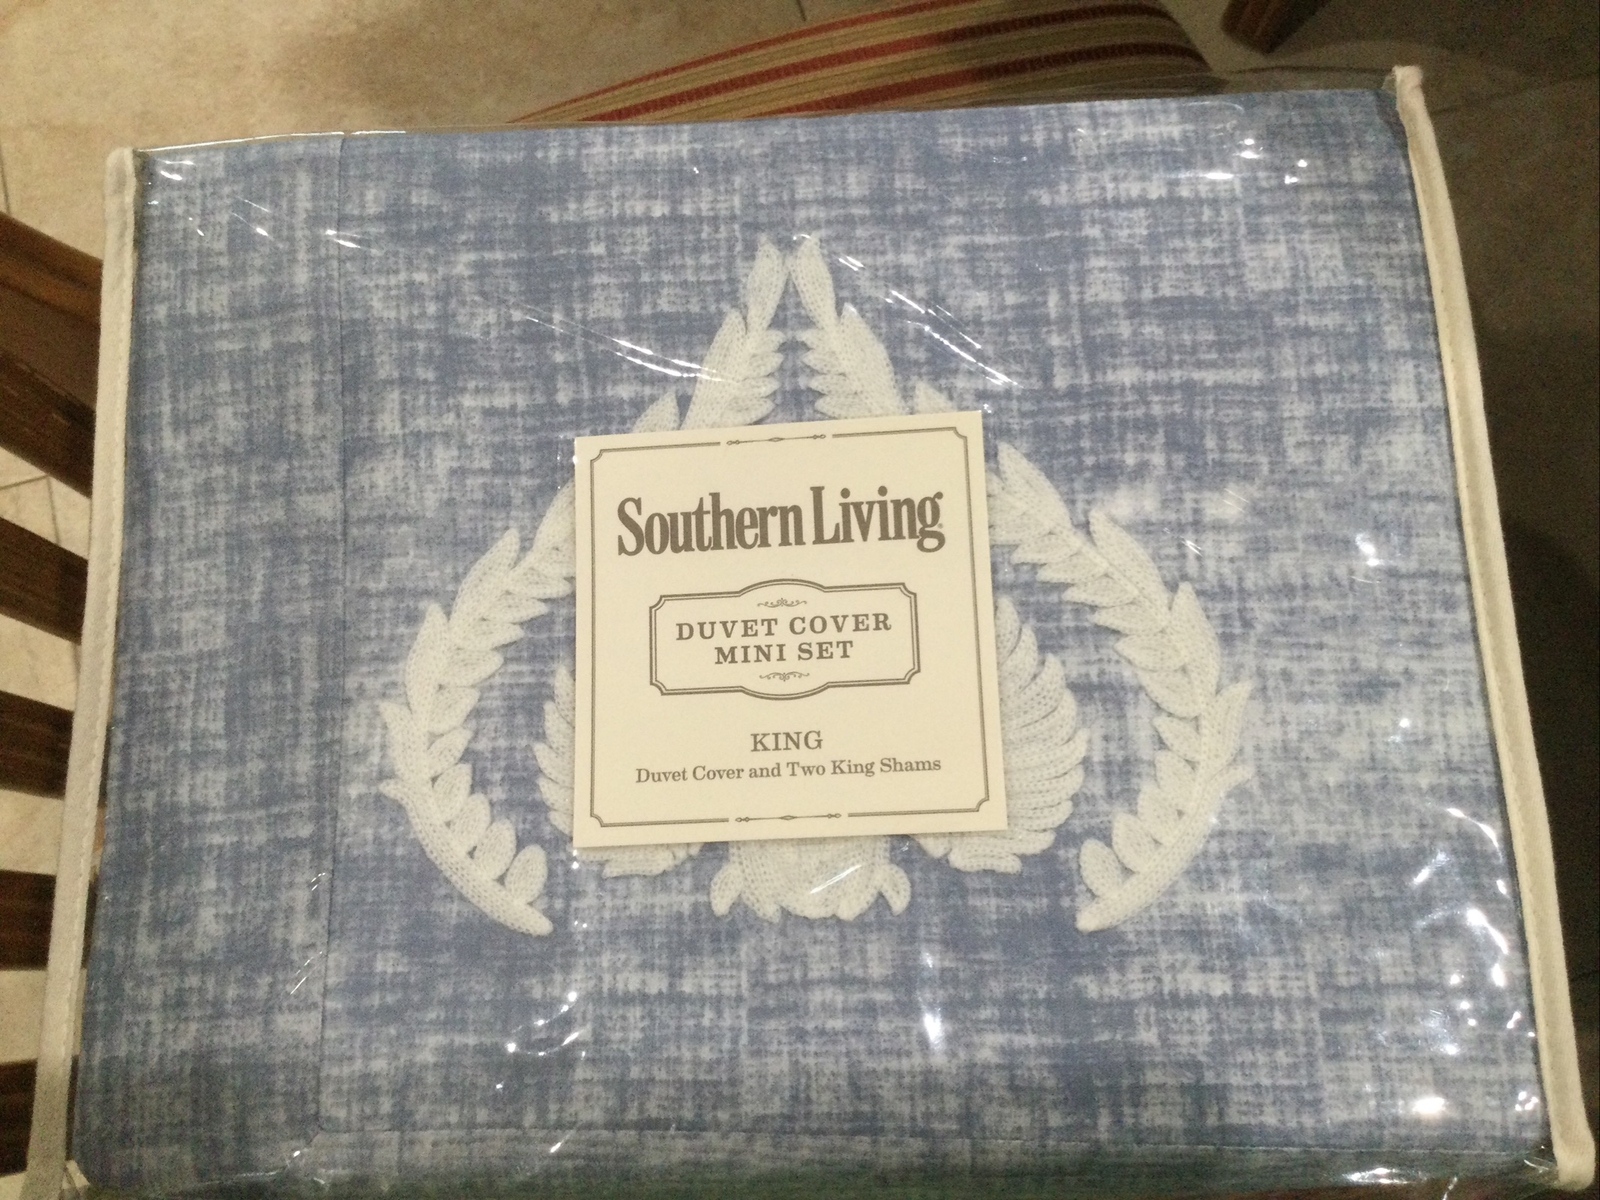 Southern Living
DUVET COVER
MINI SET
KING
Duvet Cover and Two King Shams